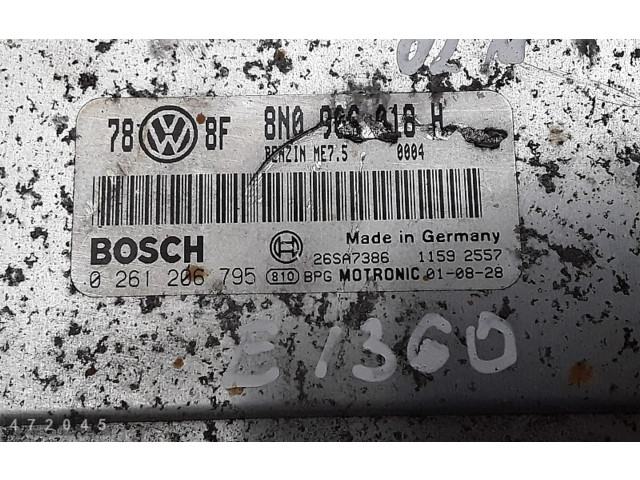 78 VW 8F 8N0 906 018 H
BENZIN ME7.5 0004
BOSCH
Made in Germany
26SA7386 1159 2557
0 261 206 795 810 BPG MOTRONIC 01-08-28
E1360
472045